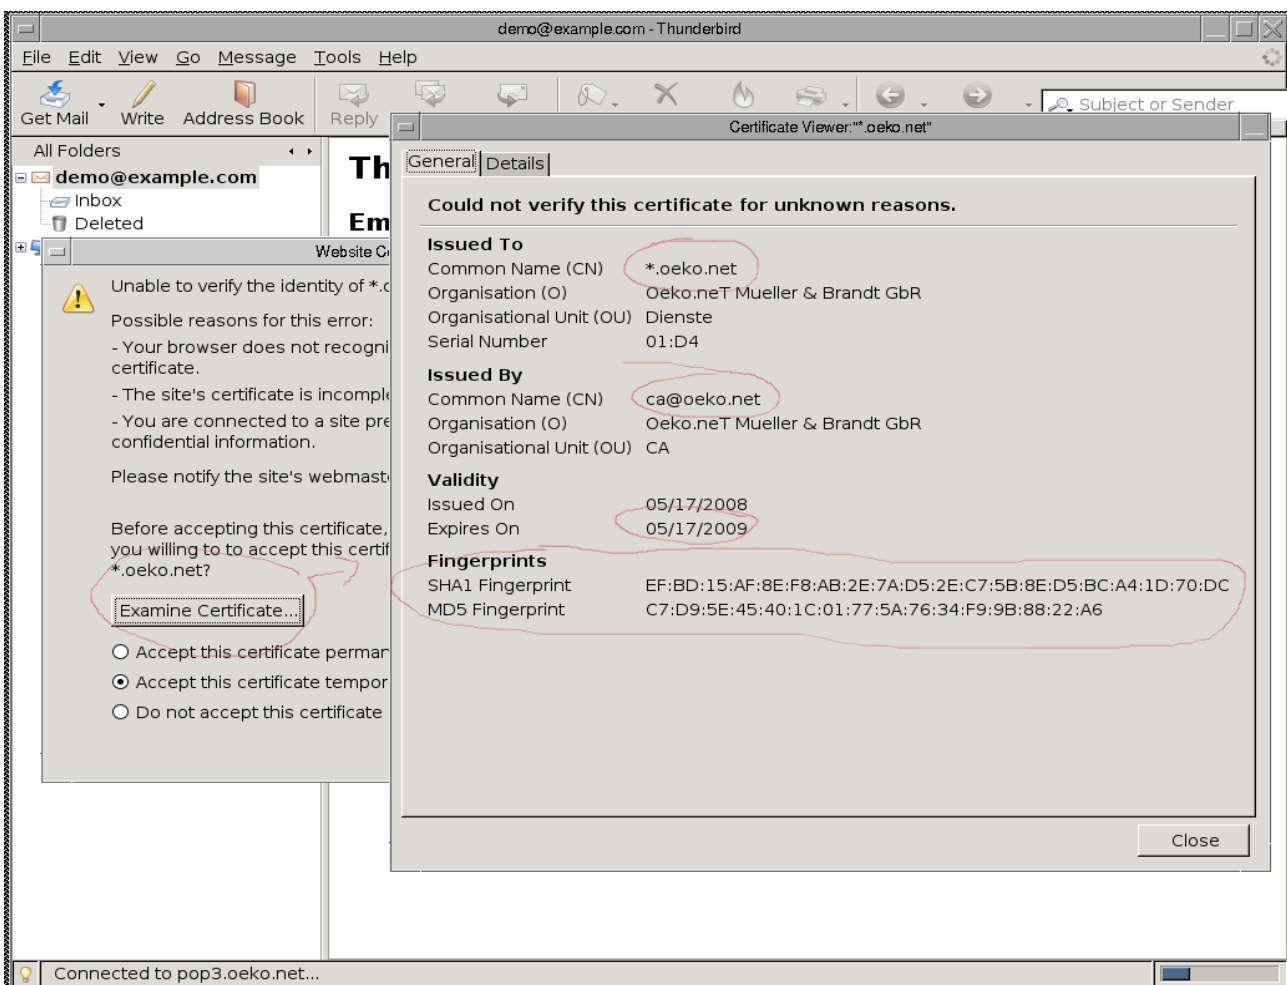 demo@example.com - Thunderbird
File Edit View Go Message Tools Help
Get Mail Write Address Book Reply Subject or Sender
All Folders
demo@example.com
Inbox
Deleted
Th
Em
Website C
Unable to verify the identity of *.o
Possible reasons for this error:
- Your browser does not recogni
certificate.
- The site's certificate is incomple
- You are connected to a site pre
confidential information.
Please notify the site's webmast
Before accepting this certificate,
you willing to to accept this certif
*.oeko.net?
Examine Certificate...
Accept this certificate perman
Accept this certificate tempor
Do not accept this certificate
Certificate Viewer:"*.oeko.net"
General Details
Could not verify this certificate for unknown reasons.
Issued To
Common Name (CN) *.oeko.net
Organisation (O) Oeko.neT Mueller & Brandt GbR
Organisational Unit (OU) Dienste
Serial Number 01:D4
Issued By
Common Name (CN) ca@oeko.net
Organisation (O) Oeko.neT Mueller & Brandt GbR
Organisational Unit (OU) CA
Validity
Issued On 05/17/2008
Expires On 05/17/2009
Fingerprints
SHA1 Fingerprint EF:BD:15:AF:8E:F8:AB:2E:7A:D5:2E:C7:5B:8E:D5:BC:A4:1D:70:DC
MD5 Fingerprint C7:D9:5E:45:40:1C:01:77:5A:76:34:F9:9B:88:22:A6
Close
Connected to pop3.oeko.net...